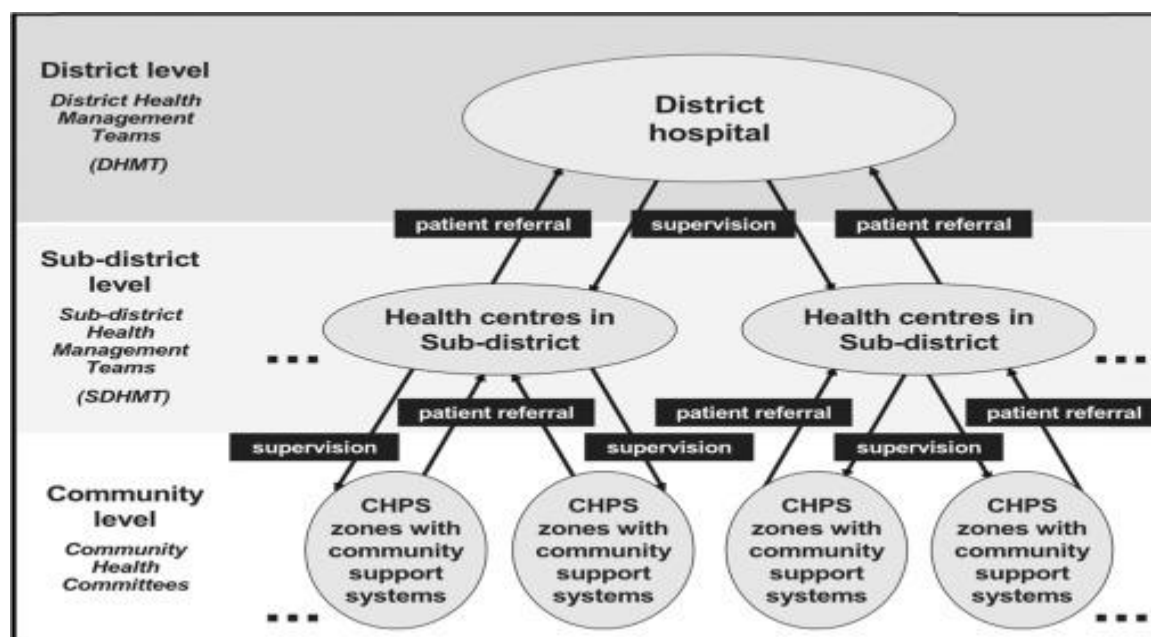 District level
District Health
Management
Teams
(DHMT)
District
hospital
patient referral
supervision
patient referral
Sub-district
level
Sub-district
Health
Management
Teams
(SDHMT)
Health centres in
Sub-district
Health centres in
Sub-district
...
...
patient referral
patient referral
patient referral
supervision
supervision
supervision
Community
level
Community
Health
Committees
CHPS
zones with
community
support
systems
CHPS
zones with
community
support
systems
CHPS
zones with
community
support
systems
CHPS
zones with
community
support
systems
...
...